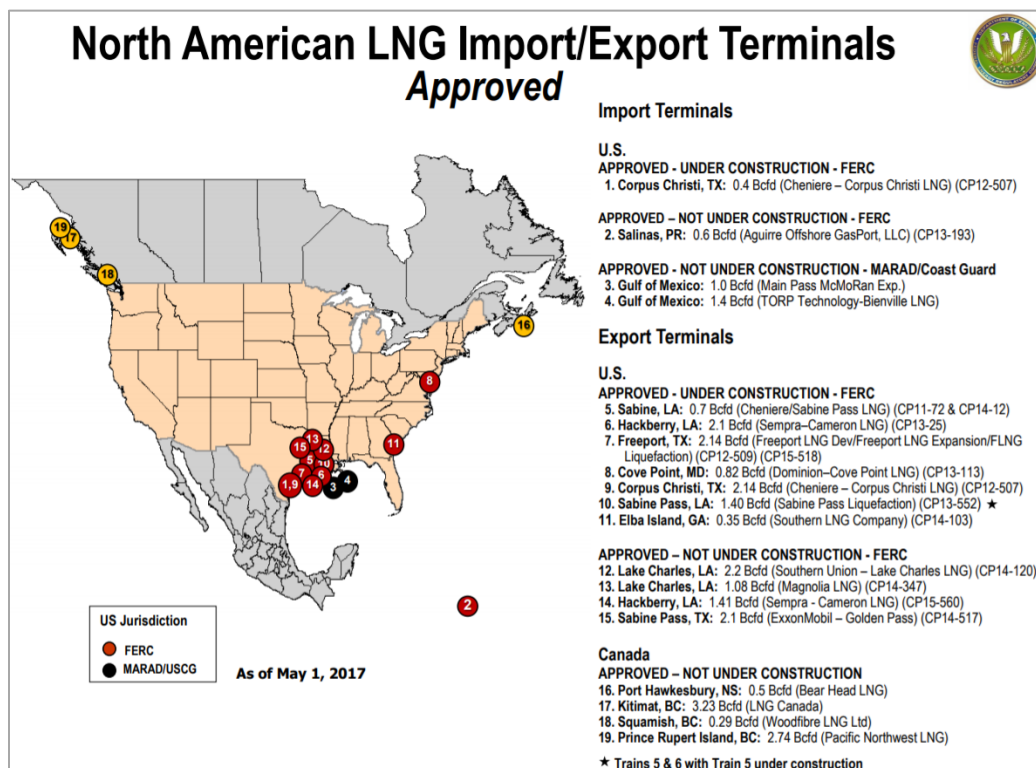 North American LNG Import/Export Terminals
Approved
Import Terminals
U.S.
APPROVED - UNDER CONSTRUCTION - FERC
1. Corpus Christi, TX: 0.4 Bcfd (Cheniere – Corpus Christi LNG) (CP12-507)
APPROVED – NOT UNDER CONSTRUCTION - FERC
2. Salinas, PR: 0.6 Bcfd (Aguirre Offshore GasPort, LLC) (CP13-193)
APPROVED - NOT UNDER CONSTRUCTION - MARAD/Coast Guard
3. Gulf of Mexico: 1.0 Bcfd (Main Pass McMoRan Exp.)
4. Gulf of Mexico: 1.4 Bcfd (TORP Technology-Bienville LNG)
Export Terminals
U.S.
APPROVED - UNDER CONSTRUCTION - FERC
5. Sabine, LA: 0.7 Bcfd (Cheniere/Sabine Pass LNG) (CP11-72 & CP14-12)
6. Hackberry, LA: 2.1 Bcfd (Sempra–Cameron LNG) (CP13-25)
7. Freeport, TX: 2.14 Bcfd (Freeport LNG Dev/Freeport LNG Expansion/FLNG
Liquefaction) (CP12-509) (CP15-518)
8. Cove Point, MD: 0.82 Bcfd (Dominion–Cove Point LNG) (CP13-113)
9. Corpus Christi, TX: 2.14 Bcfd (Cheniere – Corpus Christi LNG) (CP12-507)
10. Sabine Pass, LA: 1.40 Bcfd (Sabine Pass Liquefaction) (CP13-552) ★
11. Elba Island, GA: 0.35 Bcfd (Southern LNG Company) (CP14-103)
APPROVED – NOT UNDER CONSTRUCTION - FERC
12. Lake Charles, LA: 2.2 Bcfd (Southern Union – Lake Charles LNG) (CP14-120)
13. Lake Charles, LA: 1.08 Bcfd (Magnolia LNG) (CP14-347)
14. Hackberry, LA: 1.41 Bcfd (Sempra - Cameron LNG) (CP15-560)
15. Sabine Pass, TX: 2.1 Bcfd (ExxonMobil – Golden Pass) (CP14-517)
Canada
APPROVED – NOT UNDER CONSTRUCTION
16. Port Hawkesbury, NS: 0.5 Bcfd (Bear Head LNG)
17. Kitimat, BC: 3.23 Bcfd (LNG Canada)
18. Squamish, BC: 0.29 Bcfd (Woodfibre LNG Ltd)
19. Prince Rupert Island, BC: 2.74 Bcfd (Pacific Northwest LNG)
★ Trains 5 & 6 with Train 5 under construction
19
17
18
16
8
11
13
15
12
5
10
7
6
1,9
14
3
4
2
US Jurisdiction
FERC
MARAD/USCG
As of May 1, 2017